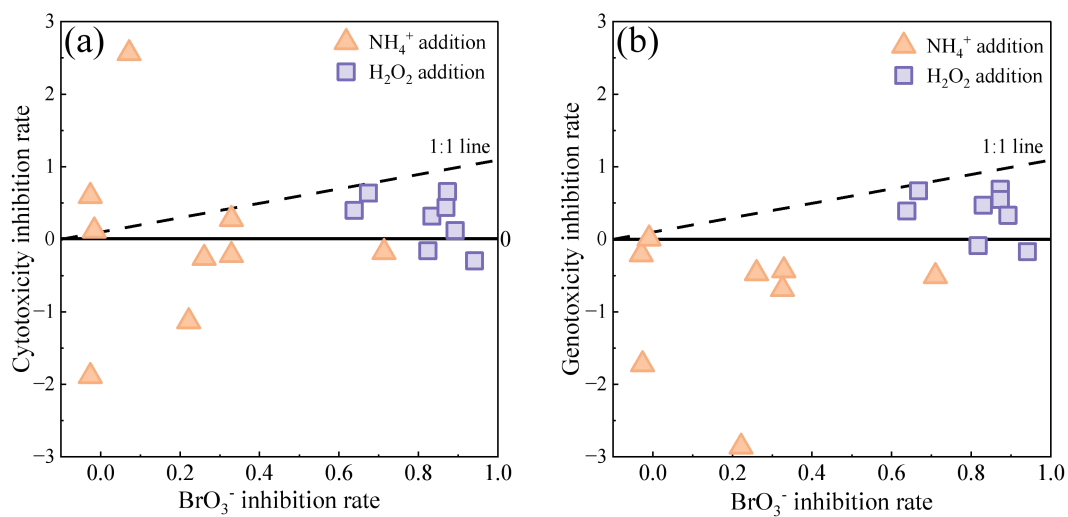 (a)
NH₄⁺ addition
H₂O₂ addition
1:1 line
0
3
2
1
0
−1
−2
−3
Cytotoxicity inhibition rate
0.0 0.2 0.4 0.6 0.8 1.0
BrO₃⁻ inhibition rate
(b)
NH₄⁺ addition
H₂O₂ addition
1:1 line
3
2
1
0
−1
−2
−3
Genotoxicity inhibition rate
0.0 0.2 0.4 0.6 0.8 1.0
BrO₃⁻ inhibition rate